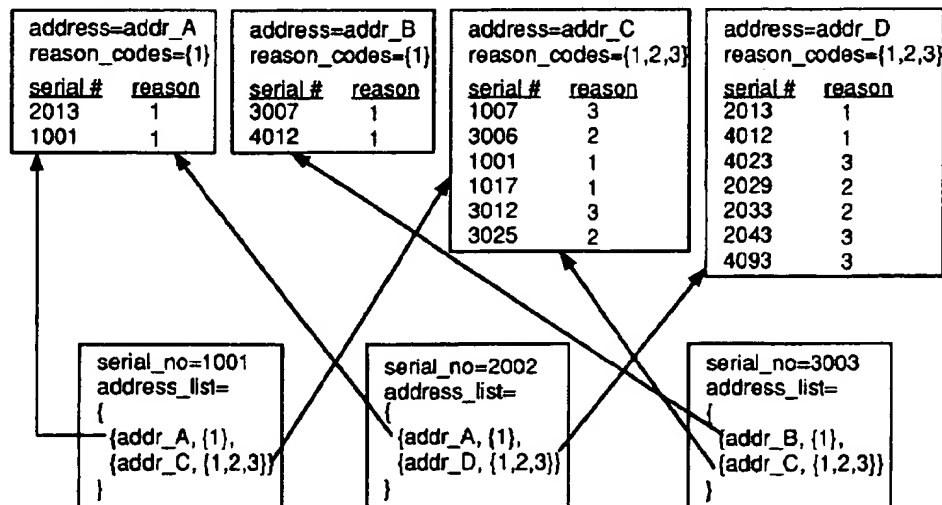 address=addr_A
reason_codes={1}
serial # reason
2013 1
1001 1
address=addr_B
reason_codes={1}
serial # reason
3007 1
4012 1
address=addr_C
reason_codes={1,2,3}
serial # reason
1007 3
3006 2
1001 1
1017 1
3012 3
3025 2
address=addr_D
reason_codes={1,2,3}
serial # reason
2013 1
4012 1
4023 3
2029 2
2033 2
2043 3
4093 3
serial_no=1001
address_list=
{
{addr_A, {1},
{addr_C, {1,2,3}}
}
serial_no=2002
address_list=
{
{addr_A, {1},
{addr_D, {1,2,3}}
}
serial_no=3003
address_list=
{
{addr_B, {1},
{addr_C, {1,2,3}}
}